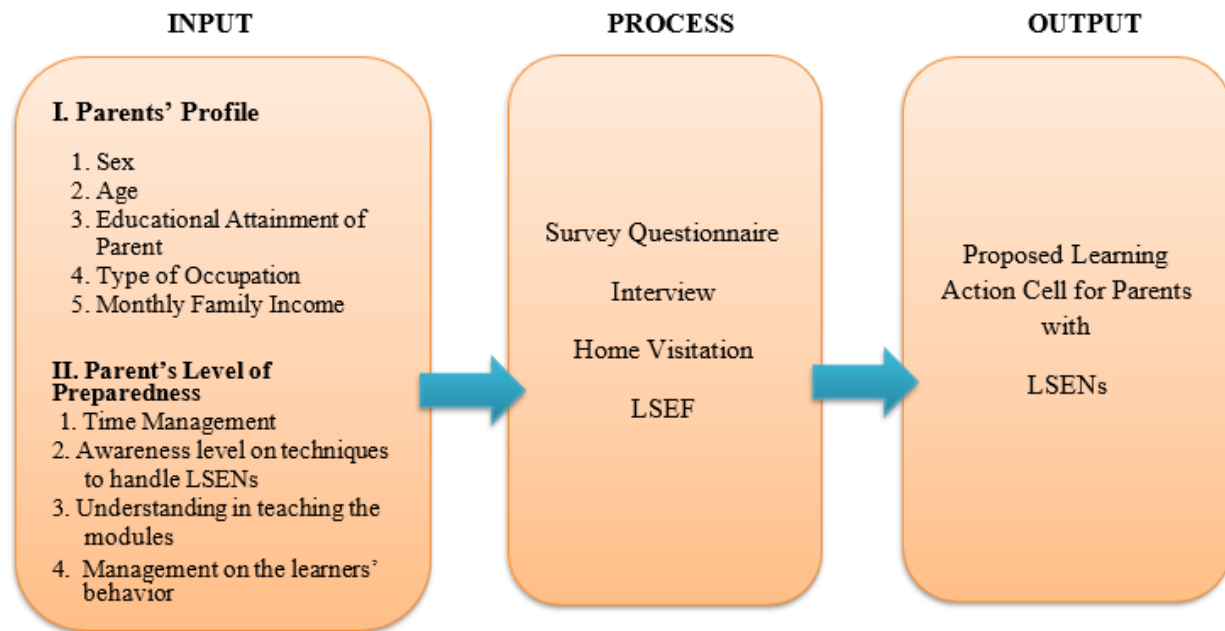 INPUT
I. Parents’ Profile
1. Sex
2. Age
3. Educational Attainment of
Parent
4. Type of Occupation
5. Monthly Family Income
II. Parent’s Level of
Preparedness
1. Time Management
2. Awareness level on techniques
to handle LSENs
3. Understanding in teaching the
modules
4. Management on the learners’
behavior
PROCESS
Survey Questionnaire
Interview
Home Visitation
LSEF
OUTPUT
Proposed Learning
Action Cell for Parents
with
LSENs